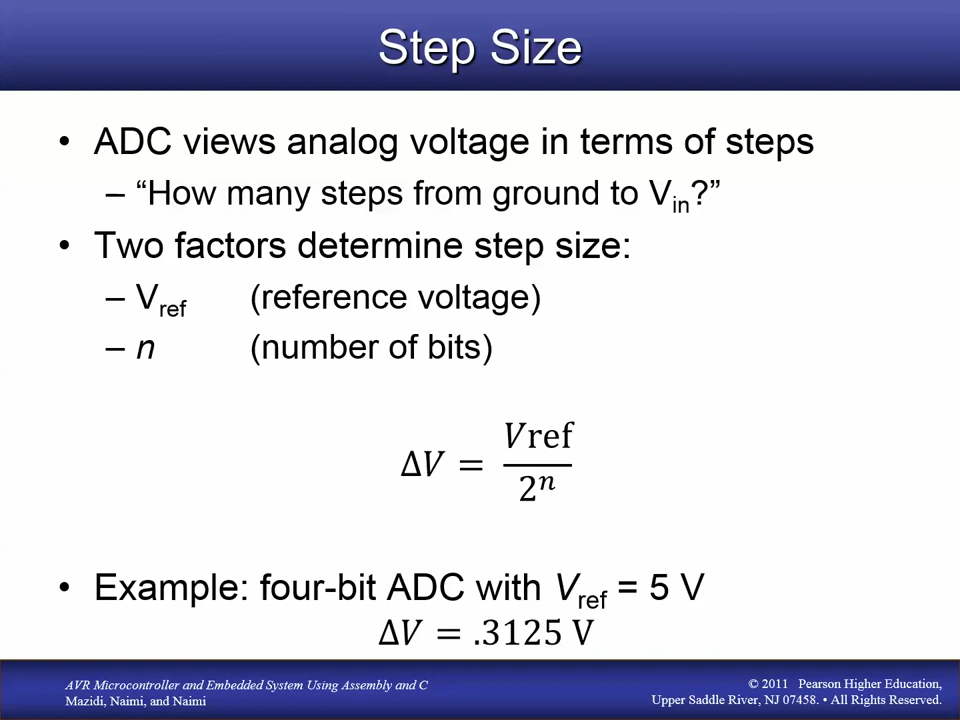 Step Size
• ADC views analog voltage in terms of steps
– “How many steps from ground to Vin?”
• Two factors determine step size:
– Vref (reference voltage)
– n (number of bits)
ΔV = Vref / 2^n
• Example: four-bit ADC with Vref = 5 V
ΔV = .3125 V
AVR Microcontroller and Embedded System Using Assembly and C
Mazidi, Naimi, and Naimi
© 2011 Pearson Higher Education,
Upper Saddle River, NJ 07458. • All Rights Reserved.